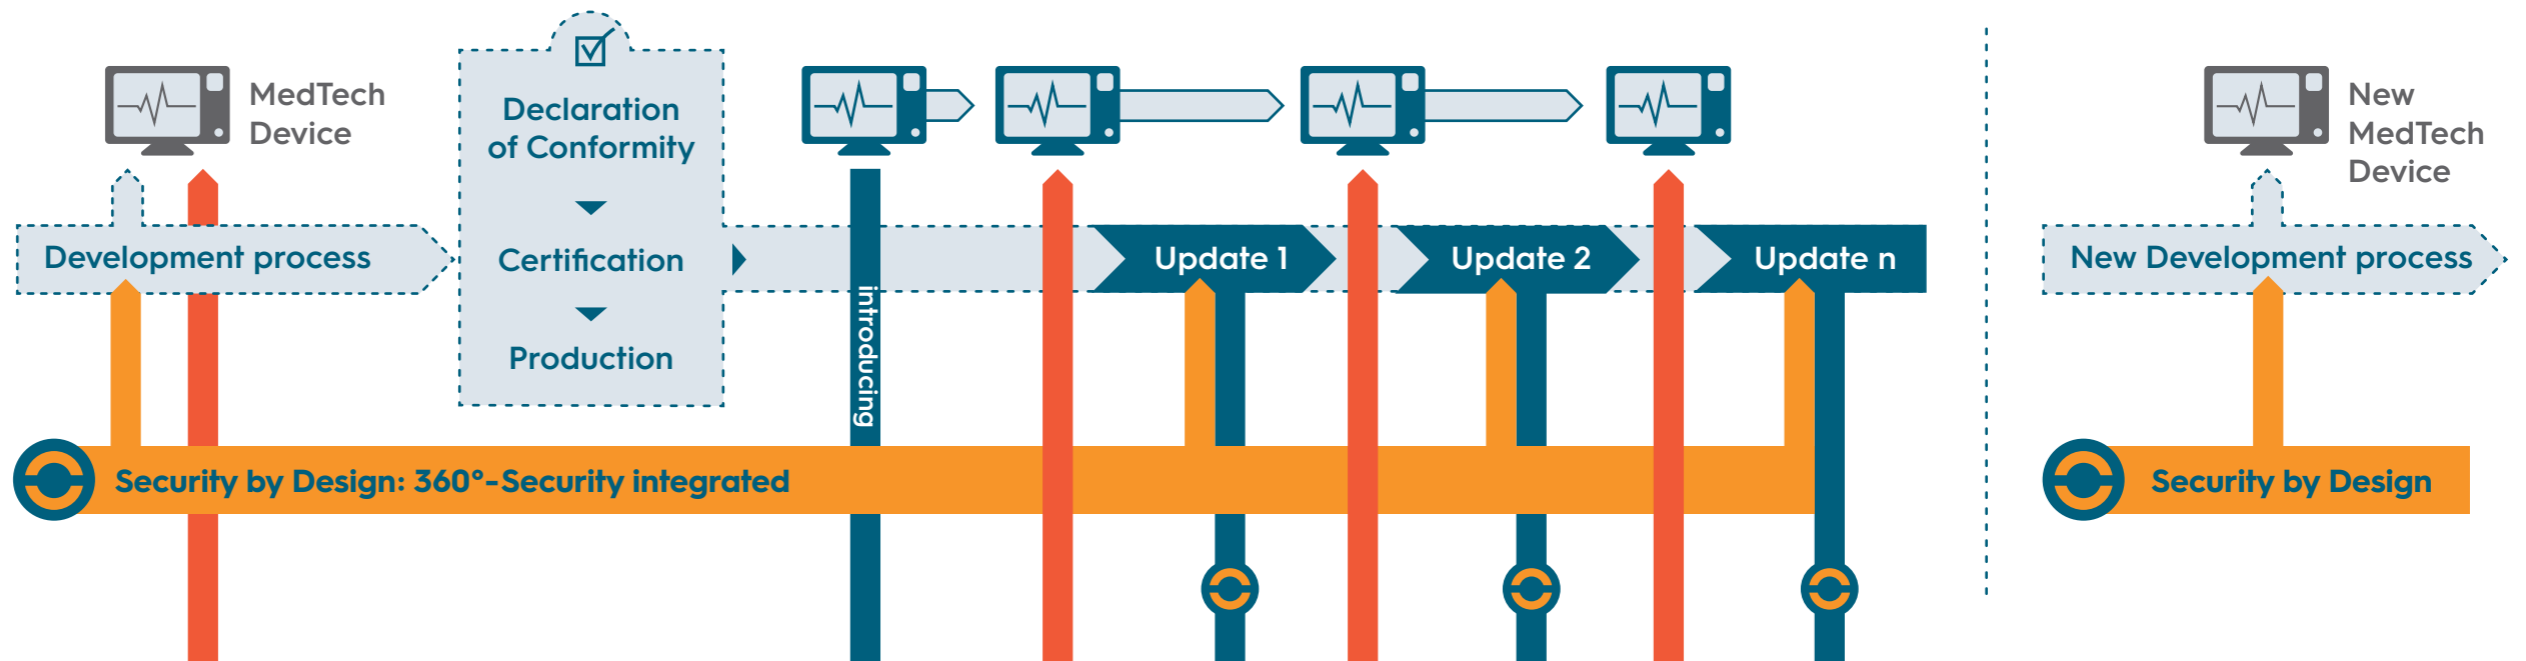 MedTech
Device
Declaration
of Conformity
Certification
Production
Development process
introducing
Update 1
Update 2
Update n
Security by Design: 360°-Security integrated
New
MedTech
Device
New Development process
Security by Design